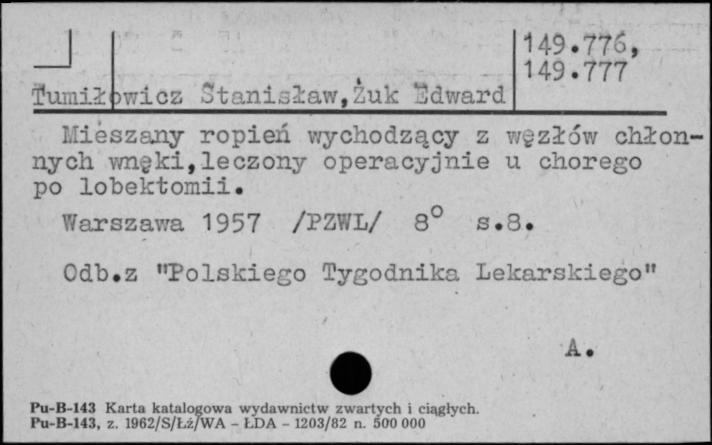 149.776,
149.777
Tumiłowicz Stanisław,Żuk Edward
Mieszany ropień wychodzący z węzłów chłon-
nych wnęki,leczony operacyjnie u chorego
po lobektomii.
Warszawa 1957 /PZWL/ 8° s.8.
Odb.z "Polskiego Tygodnika Lekarskiego"
A.
Pu-B-143 Karta katalogowa wydawnictw zwartych i ciągłych.
Pu-B-143, z. 1962/S/Łź/WA - ŁDA - 1203/82 n. 500 000